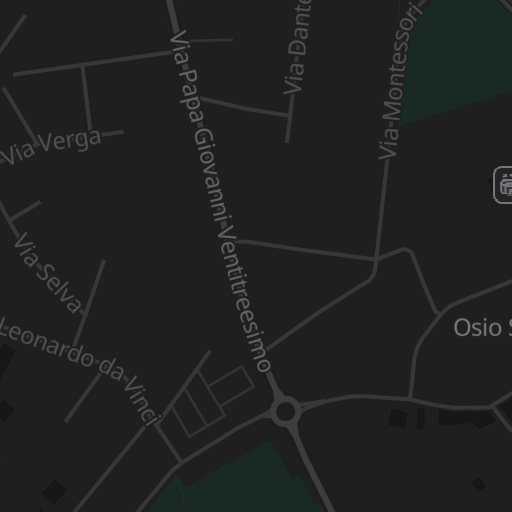 Via Dante
Via Montessori
Via Papa Giovanni Ventitreesimo
Via Verga
Via Selva
Leonardo da Vinci
Osio S